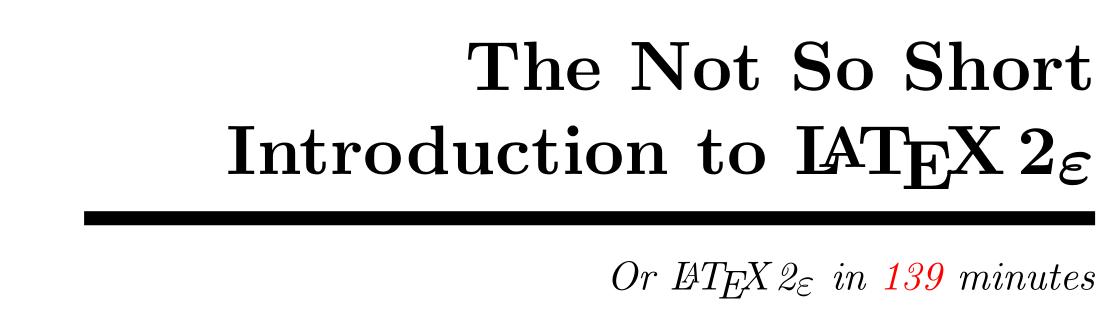 The Not So Short
Introduction to LATEX 2ε
Or LATEX 2ε in 139 minutes